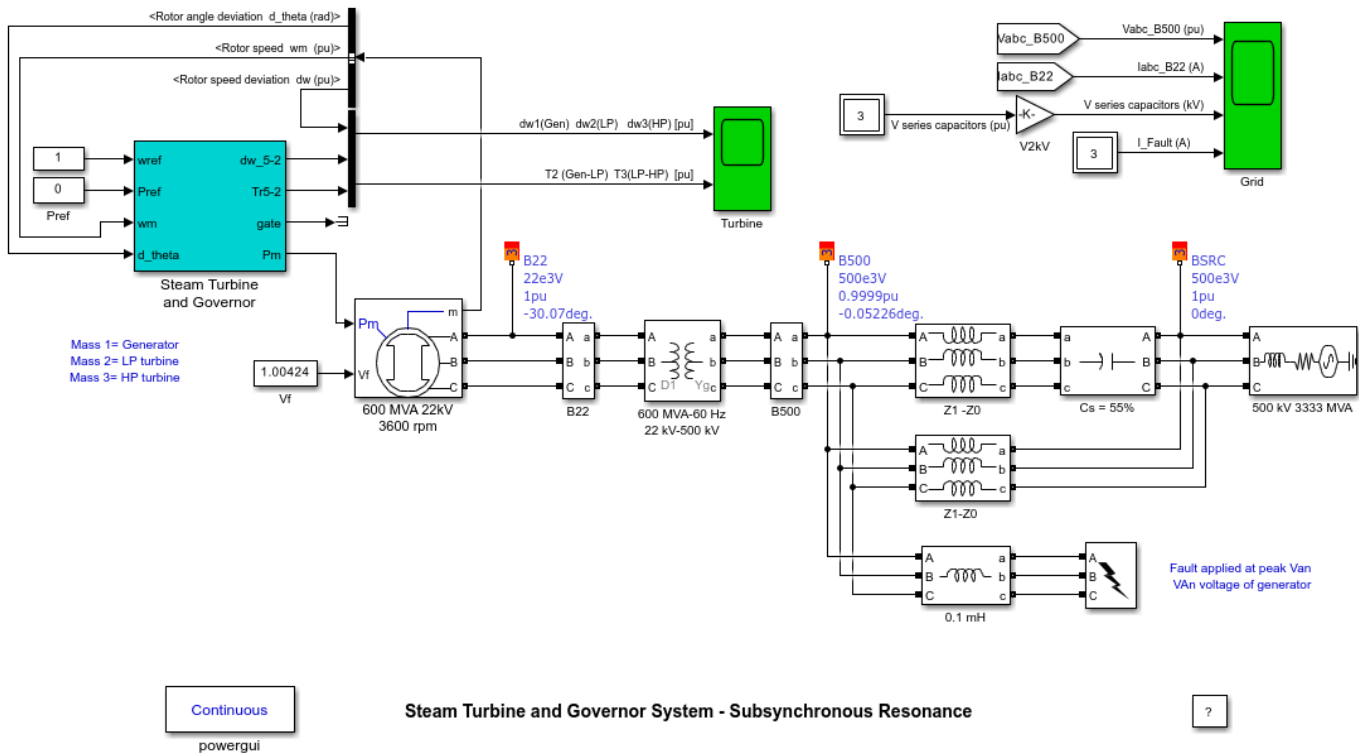 <Rotor angle deviation d_theta (rad)>
<Rotor speed wm (pu)>
<Rotor speed deviation dw (pu)>
dw1(Gen) dw2(LP) dw3(HP) [pu]
T2 (Gen-LP) T3(LP-HP) [pu]
Turbine
Vabc_B500
Vabc_B500 (pu)
Iabc_B22
Iabc_B22 (A)
3
V series capacitors (pu)
-K-
V2kV
V series capacitors (kV)
3
I_Fault (A)
Grid
1
0
Pref
wref
Pref
wm
d_theta
dw_5-2
Tr5-2
gate
Pm
Steam Turbine
and Governor
Mass 1= Generator
Mass 2= LP turbine
Mass 3= HP turbine
1.00424
Vf
Pm
Vf
m
A
B
C
600 MVA 22kV
3600 rpm
3
B22
22e3V
1pu
-30.07deg.
A a
B b
C c
B22
A a
B b
C c
D1 Yg
600 MVA-60 Hz
22 kV-500 kV
3
B500
500e3V
0.9999pu
-0.05226deg.
A a
B b
C c
B500
A a
B b
C c
Z1 -Z0
a A
b B
c C
Cs = 55%
3
BSRC
500e3V
1pu
0deg.
A
B
C
500 kV 3333 MVA
A a
B b
C c
Z1-Z0
A a
B b
C c
0.1 mH
A
B
C
Fault applied at peak Van
VAn voltage of generator
Continuous
powergui
Steam Turbine and Governor System - Subsynchronous Resonance
?